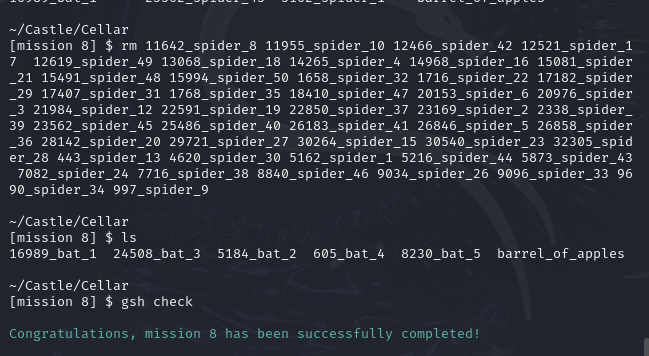 ~/Castle/Cellar
[mission 8] $ rm 11642_spider_8 11955_spider_10 12466_spider_42 12521_spider_1
7  12619_spider_49 13068_spider_18 14265_spider_4 14968_spider_16 15081_spider
_21 15491_spider_48 15994_spider_50 1658_spider_32 1716_spider_22 17182_spider
_29 17407_spider_31 1768_spider_35 18410_spider_47 20153_spider_6 20976_spider
_3 21984_spider_12 22591_spider_19 22850_spider_37 23169_spider_2 2338_spider_
39 23562_spider_45 25486_spider_40 26183_spider_41 26846_spider_5 26858_spider
_36 28142_spider_20 29721_spider_27 30264_spider_15 30540_spider_23 32305_spid
er_28 443_spider_13 4620_spider_30 5162_spider_1 5216_spider_44 5873_spider_43
 7082_spider_24 7716_spider_38 8840_spider_46 9034_spider_26 9096_spider_33 96
90_spider_34 997_spider_9
~/Castle/Cellar
[mission 8] $ ls
16989_bat_1  24508_bat_3  5184_bat_2  605_bat_4  8230_bat_5  barrel_of_apples
~/Castle/Cellar
[mission 8] $ gsh check
Congratulations, mission 8 has been successfully completed!